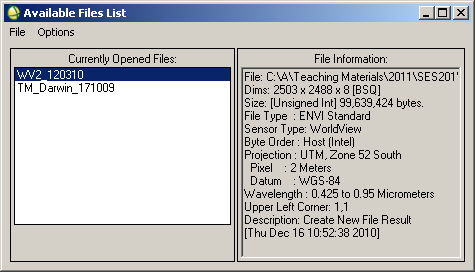 Available Files List
File Options
Currently Opened Files:
WV2_120310
TM_Darwin_171009
File Information:
File: C:\A\Teaching Materials\2011\SES201'
Dims: 2503 x 2488 x 8 [BSQ]
Size: [Unsigned Int] 99,639,424 bytes.
File Type : ENVI Standard
Sensor Type: WorldView
Byte Order : Host (Intel)
Projection : UTM, Zone 52 South
Pixel : 2 Meters
Datum : WGS-84
Wavelength : 0.425 to 0.95 Micrometers
Upper Left Corner: 1,1
Description: Create New File Result
[Thu Dec 16 10:52:38 2010]